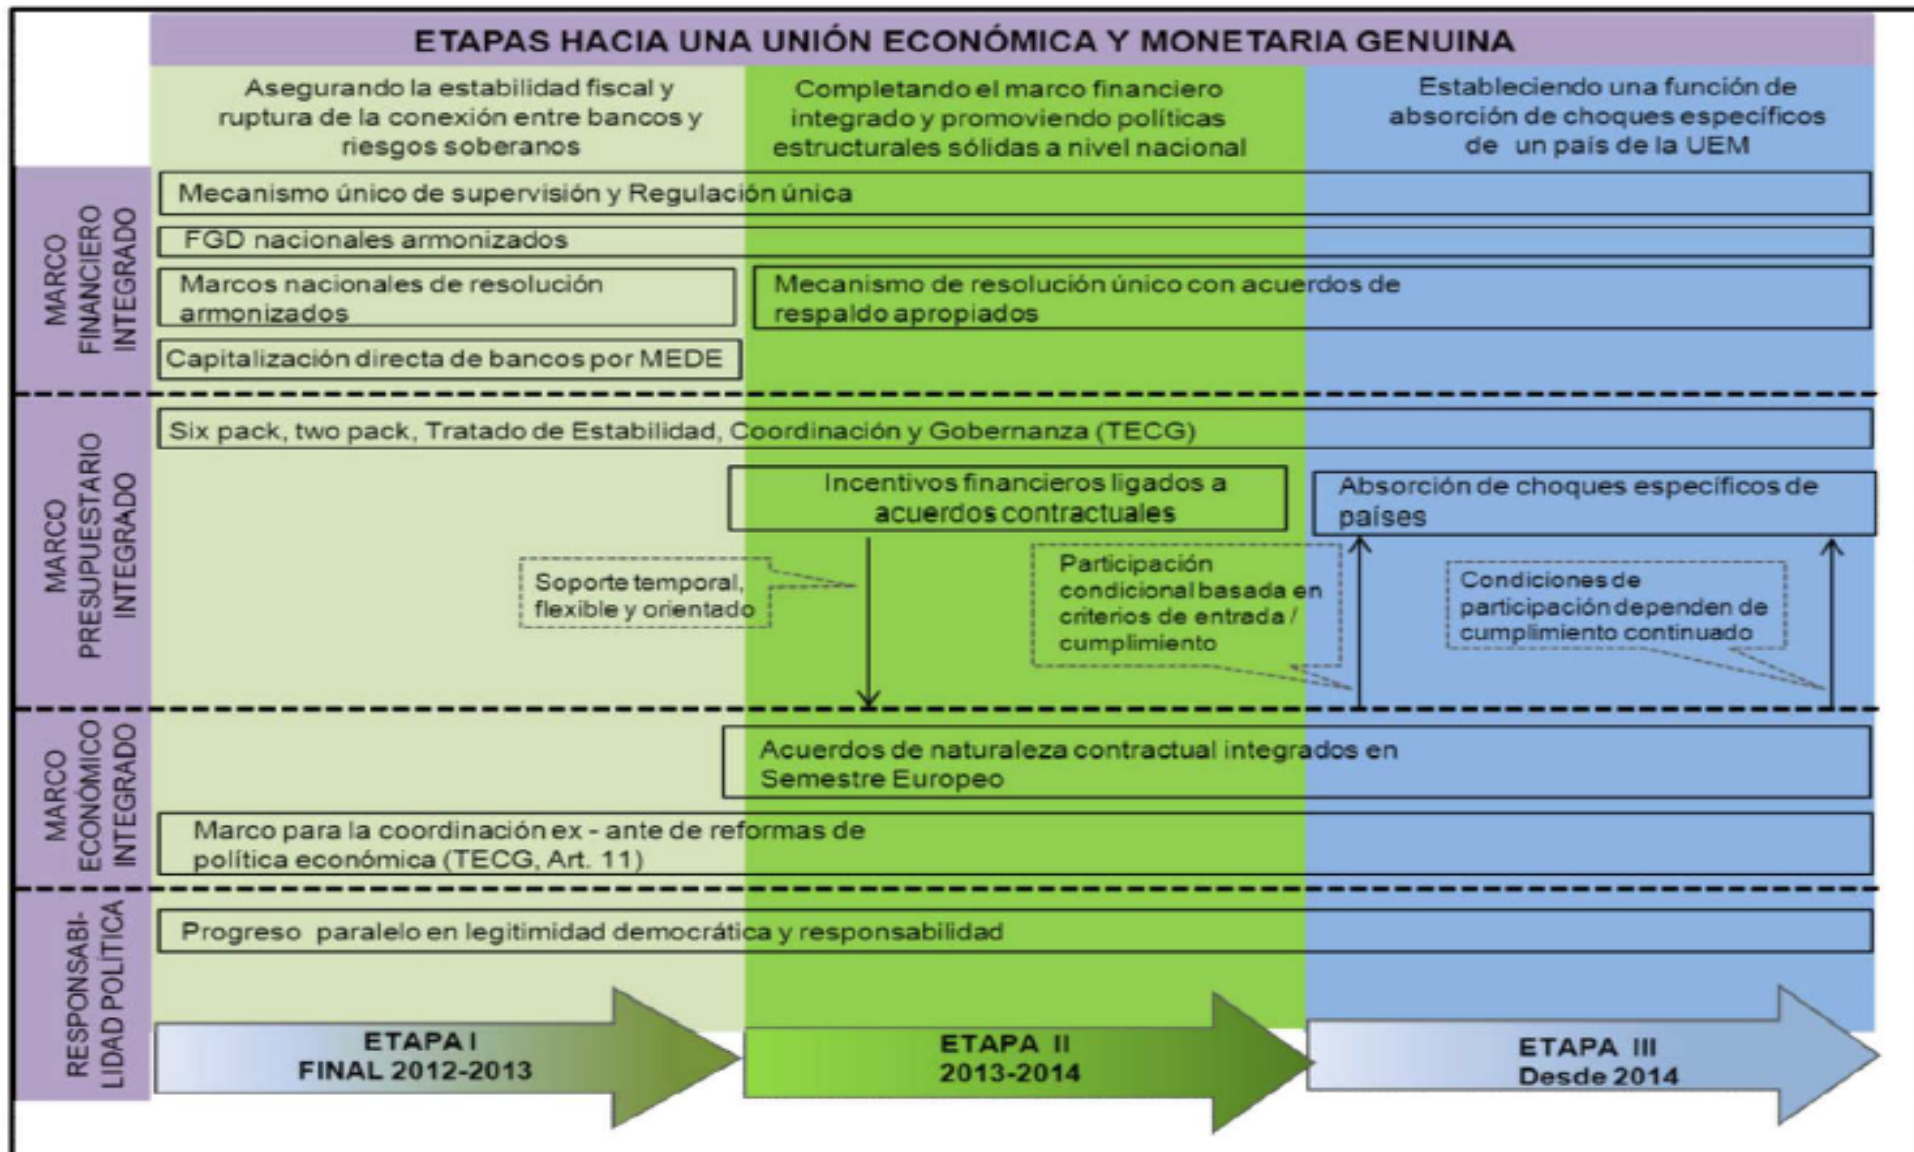 ETAPAS HACIA UNA UNIÓN ECONÓMICA Y MONETARIA GENUINA
Asegurando la estabilidad fiscal y
ruptura de la conexión entre bancos y
riesgos soberanos
Completando el marco financiero
integrado y promoviendo políticas
estructurales sólidas a nivel nacional
Estableciendo una función de
absorción de choques específicos
de un país de la UEM
MARCO
FINANCIERO
INTEGRADO
Mecanismo único de supervisión y Regulación única
FGD nacionales armonizados
Marcos nacionales de resolución
armonizados
Mecanismo de resolución único con acuerdos de
respaldo apropiados
Capitalización directa de bancos por MEDE
MARCO
PRESUPUESTARIO
INTEGRADO
Six pack, two pack, Tratado de Estabilidad, Coordinación y Gobernanza (TECG)
Incentivos financieros ligados a
acuerdos contractuales
Absorción de choques específicos de
países
Soporte temporal,
flexible y orientado
Participación
condicional basada en
criterios de entrada /
cumplimiento
Condiciones de
participación dependen de
cumplimiento continuado
MARCO
ECONÓMICO
INTEGRADO
Acuerdos de naturaleza contractual integrados en
Semestre Europeo
Marco para la coordinación ex - ante de reformas de
política económica (TECG, Art. 11)
RESPONSABI-
LIDAD POLÍTICA
Progreso paralelo en legitimidad democrática y responsabilidad
ETAPA I
FINAL 2012-2013
ETAPA II
2013-2014
ETAPA III
Desde 2014